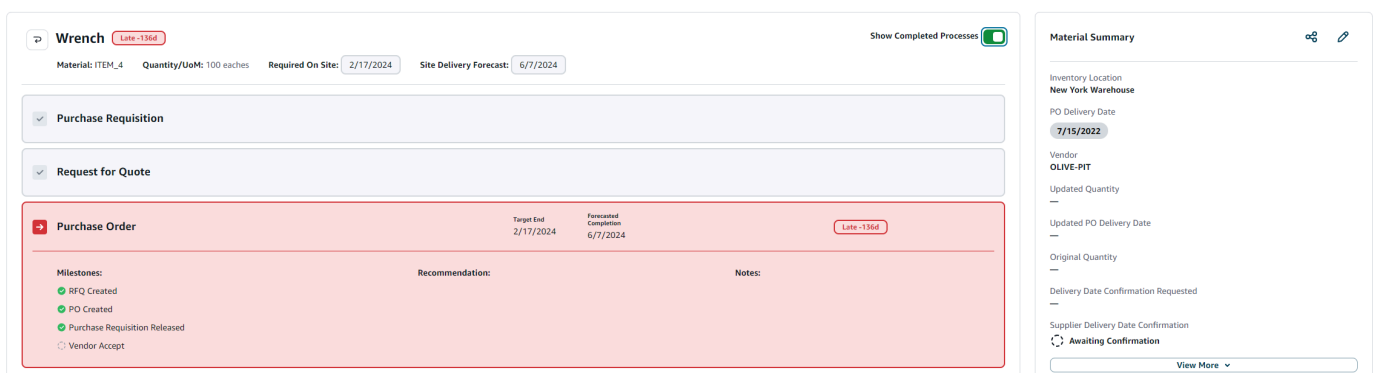 Wrench Late -136d
Show Completed Processes
Material: ITEM_4 Quantity/UoM: 100 eaches Required On Site: 2/17/2024 Site Delivery Forecast: 6/7/2024
Purchase Requisition
Request for Quote
Purchase Order
Target End
2/17/2024
Forecasted
Completion
6/7/2024
Late -136d
Milestones:
RFQ Created
PO Created
Purchase Requisition Released
Vendor Accept
Recommendation:
Notes:
Material Summary
Inventory Location
New York Warehouse
PO Delivery Date
7/15/2022
Vendor
OLIVE-PIT
Updated Quantity
—
Updated PO Delivery Date
—
Original Quantity
—
Delivery Date Confirmation Requested
—
Supplier Delivery Date Confirmation
Awaiting Confirmation
View More